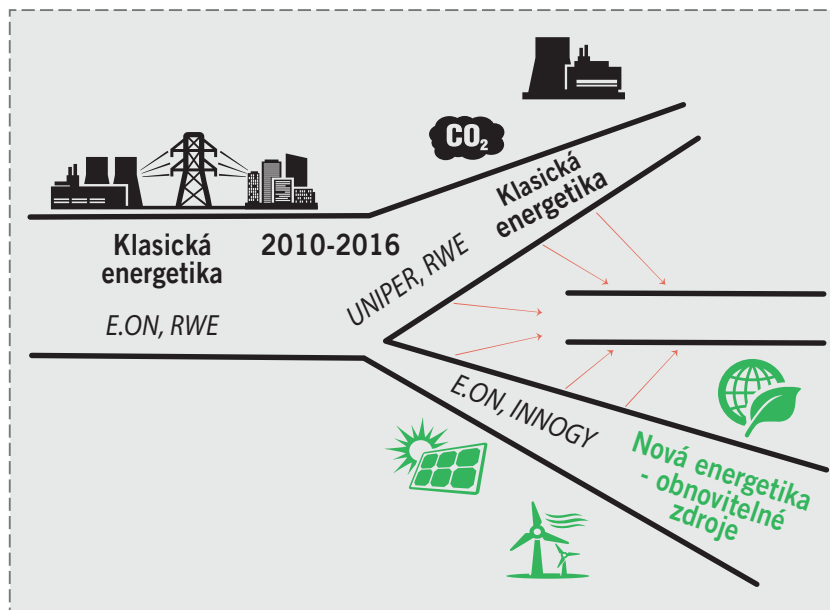 Klasická
energetika
2010-2016
E.ON, RWE
CO₂
Klasická
energetika
UNIPER, RWE
E.ON, INNOGY
Nová energetika
- obnovitelné
zdroje